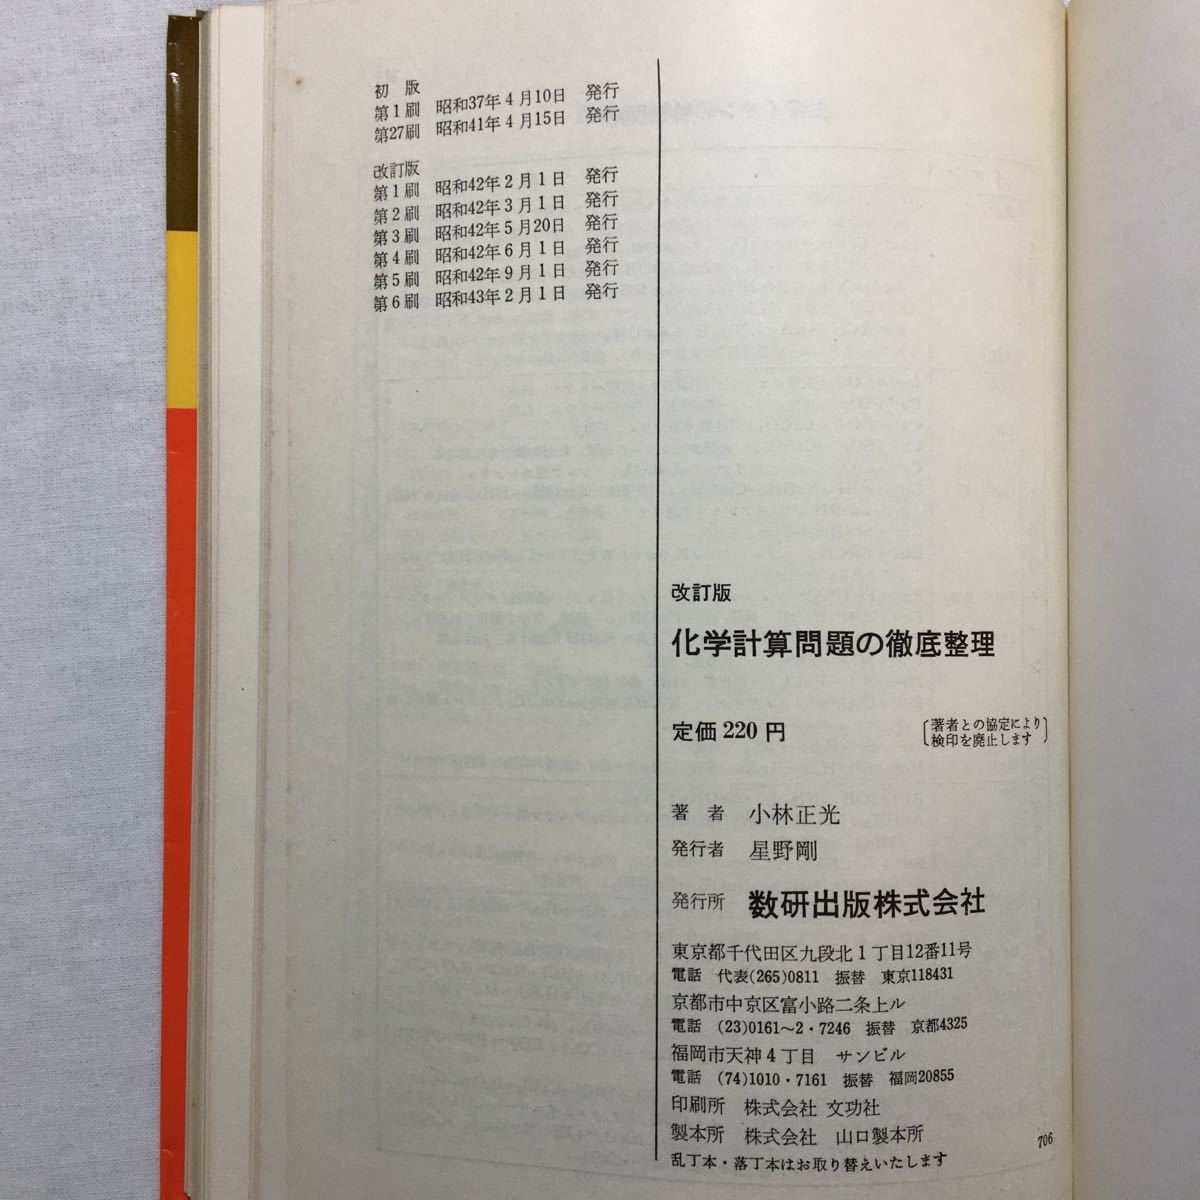 初版
第1刷 昭和37年4月10日 発行
第27刷 昭和41年4月15日 発行
改訂版
第1刷 昭和42年2月1日 発行
第2刷 昭和42年3月1日 発行
第3刷 昭和42年5月20日 発行
第4刷 昭和42年6月1日 発行
第5刷 昭和42年9月1日 発行
第6刷 昭和43年2月1日 発行
改訂版
化学計算問題の徹底整理
定価220円
〔著者との協定により
検印を廃止します〕
著者 小林正光
発行者 星野剛
発行所 数研出版株式会社
東京都千代田区九段北1丁目12番11号
電話 代表(265)0811 振替 東京118431
京都市中京区富小路二条上ル
電話 (23)0161～2・7246 振替 京都4325
福岡市天神4丁目 サンビル
電話 (74)1010・7161 振替 福岡20855
印刷所 株式会社 文功社
製本所 株式会社 山口製本所
乱丁本・落丁本はお取り替えいたします
706